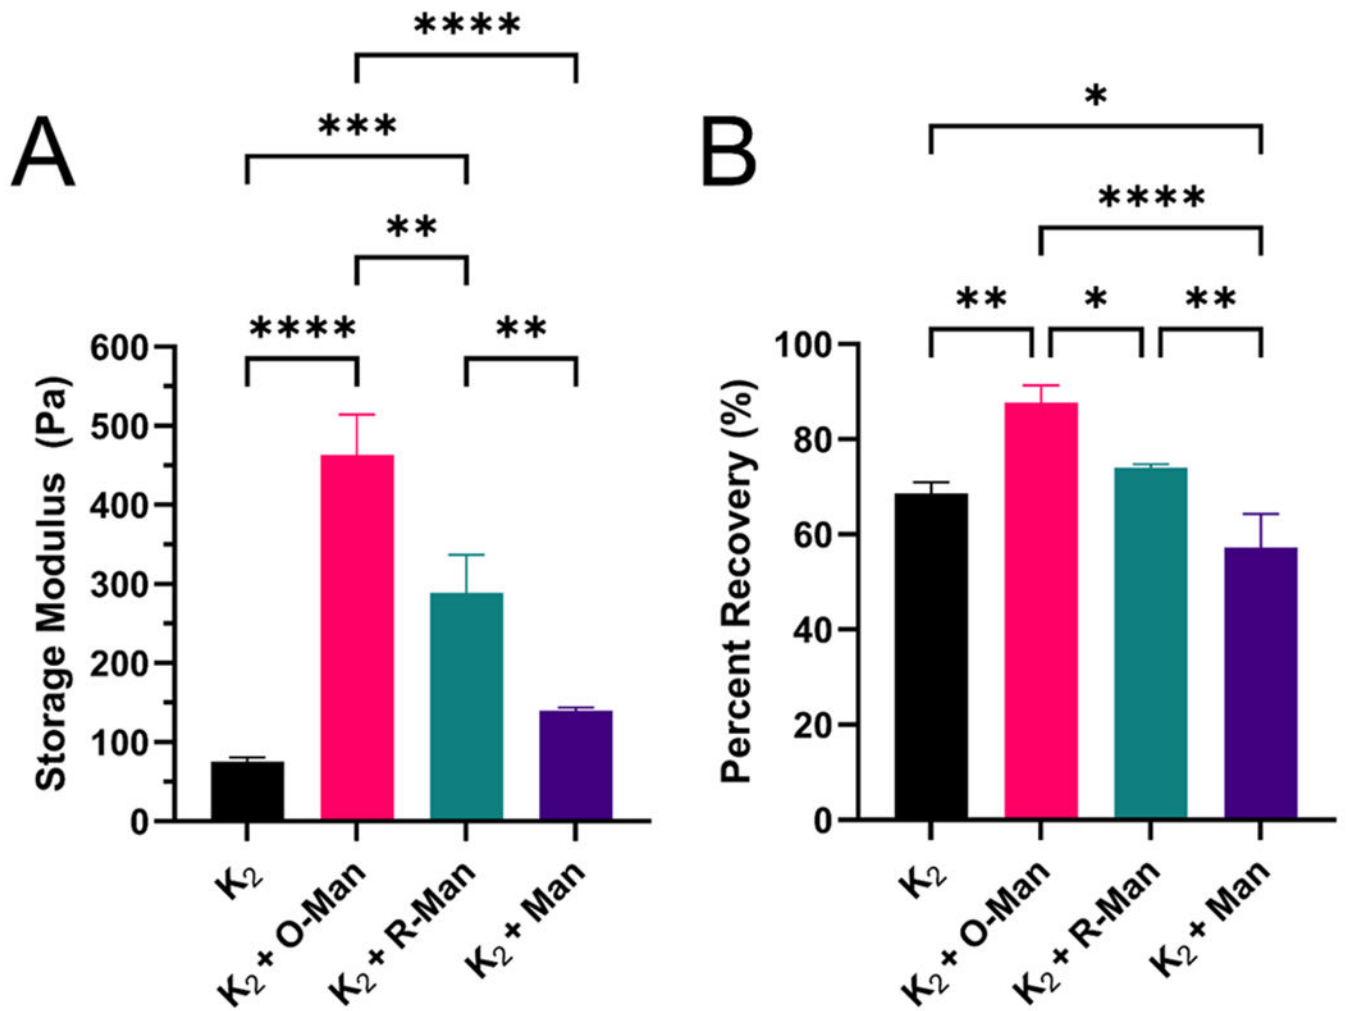 A
****
***
**
****
**
Storage Modulus (Pa)
600
500
400
300
200
100
0
K₂
K₂ + O-Man
K₂ + R-Man
K₂ + Man
B
*
****
**
*
**
Percent Recovery (%)
100
80
60
40
20
0
K₂
K₂ + O-Man
K₂ + R-Man
K₂ + Man